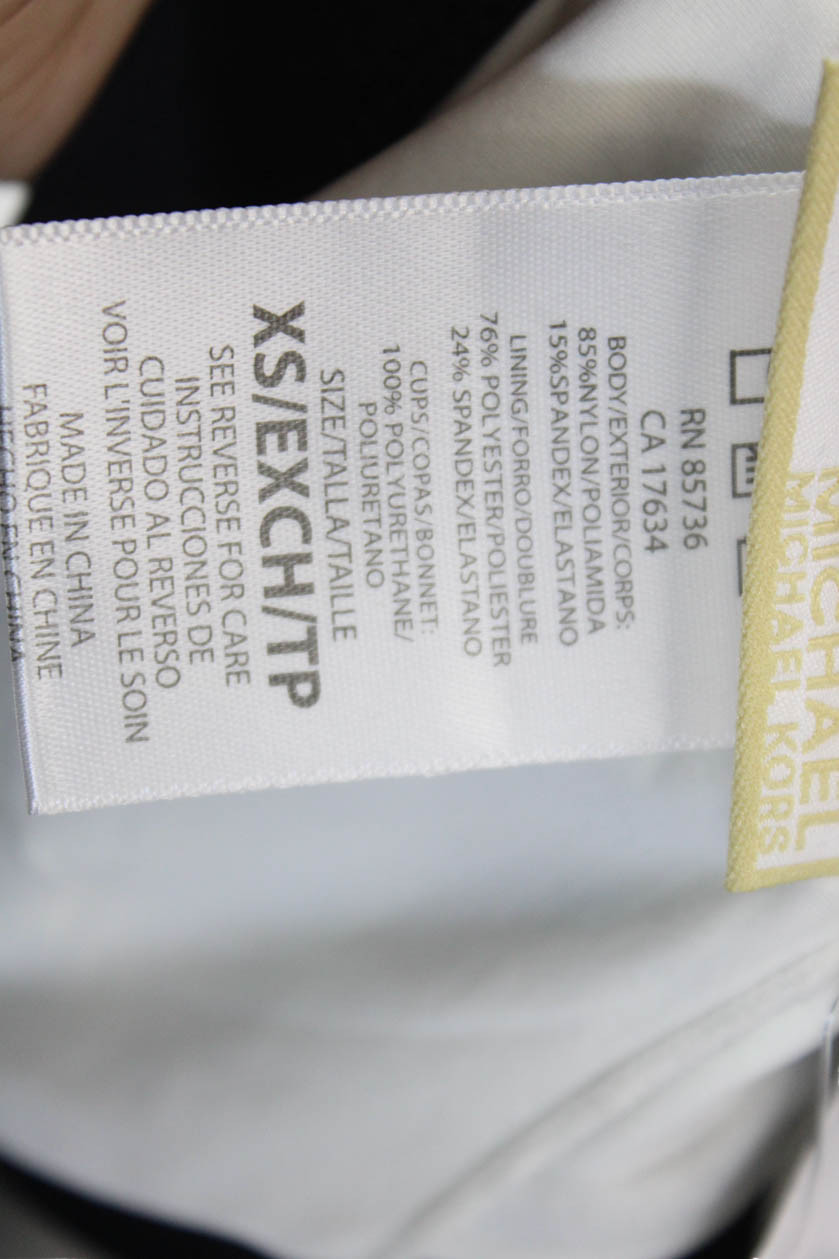 MICHAEL
MICHAEL KORS
RN 85736
CA 17634
BODY/EXTERIOR/CORPS:
85%NYLON/POLIAMIDA
15%SPANDEX/ELASTANO
LINING/FORRO/DOUBLURE
76% POLYESTER/POLIESTER
24% SPANDEX/ELASTANO
CUPS/COPAS/BONNET:
100% POLYURETHANE/
POLIURETANO
SIZE/TALLA/TAILLE
XS/EXCH/TP
SEE REVERSE FOR CARE
INSTRUCCIONES DE
CUIDADO AL REVERSO
VOIR L'INVERSE POUR LE SOIN
MADE IN CHINA
FABRIQUE EN CHINE
HECHO EN CHINA